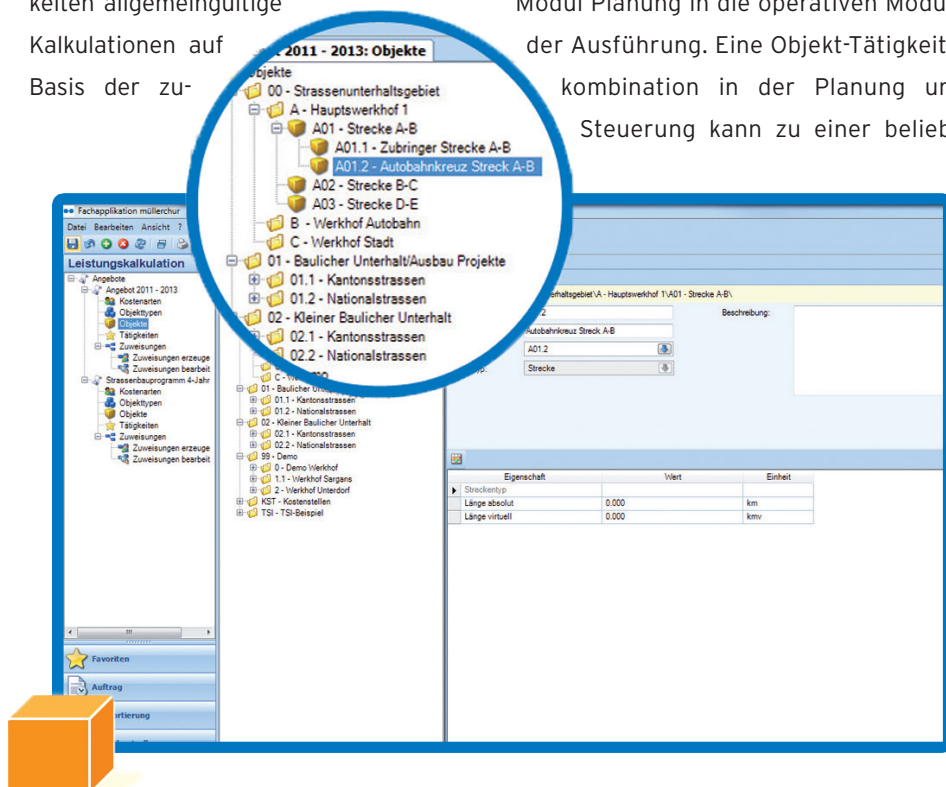 keiten allgemeingültige
Kalkulationen auf
Basis der zu-
Modul Planung in die operativen Modu
der Ausführung. Eine Objekt-Tätigkeit
kombination in der Planung
Steuerung kann zu einer belieb
2011 - 2013: Objekte
Objekte
00 - Strassenunterhaltsgebiet
A - Hauptswerkhof 1
A01 - Strecke A-B
A01.1 - Zubringer Strecke A-B
A01.2 - Autobahnkreuz Streck A-B
A02 - Strecke B-C
A03 - Strecke D-E
B - Werkhof Autobahn
C - Werkhof Stadt
01 - Baulicher Unterhalt/Ausbau Projekte
01.1 - Kantonsstrassen
01.2 - Nationalstrassen
02 - Kleiner Baulicher Unterhalt
02.1 - Kantonsstrassen
02.2 - Nationalstrassen
Fachapplikation müllerchur
Datei Bearbeiten Ansicht ?
Leistungskalkulation
Angebote
Angebot 2011 - 2013
Kostenarten
Objekttypen
Objekte
Tätigkeiten
Zuweisungen
Zuweisungen erzeuge
Zuweisungen bearbeit
Strassenbauprogramm 4-Jahr
Kostenarten
Objekttypen
Objekte
Tätigkeiten
Zuweisungen
Zuweisungen erzeuge
Zuweisungen bearbeit
Favoriten
Auftrag
rtierung
01 - Baulicher
01.1 - Kantonsstrassen
01.2 - Nationalstrassen
02 - Kleiner Baulicher Unterhalt
02.1 - Kantonsstrassen
02.2 - Nationalstrassen
99 - Demo
0 - Demo Werkhof
1.1 - Werkhof Sargans
2 - Werkhof Unterdorf
KST - Kostenstellen
TSI - TSI-Beispiel
erhaltsgebiet\A - Hauptswerkhof 1\A01 - Strecke A-B\
Beschreibung:
Autobahnkreuz Streck A-B
A01.2
Strecke
Eigenschaft Wert Einheit
Streckentyp
Länge absolut 0.000 km
Länge virtuell 0.000 kmv